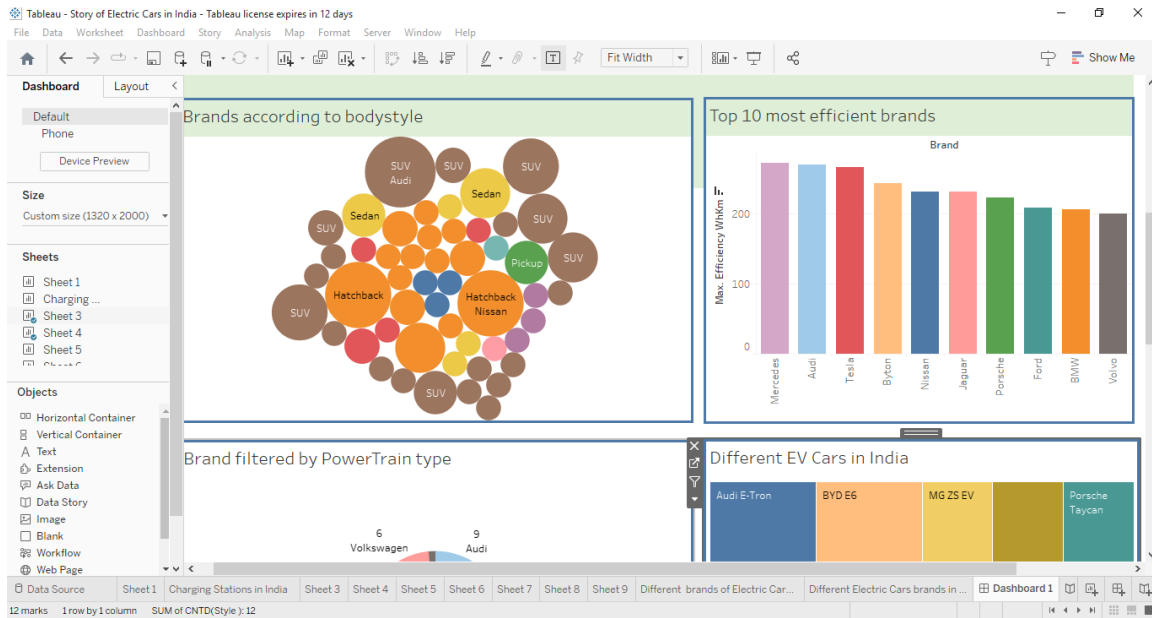 Tableau - Story of Electric Cars in India - Tableau license expires in 12 days
File Data Worksheet Dashboard Story Analysis Map Format Server Window Help
Fit Width
Show Me
Dashboard Layout
Default
Phone
Device Preview
Size
Custom size (1320 x 2000)
Sheets
Sheet 1
Charging ...
Sheet 3
Sheet 4
Sheet 5
Objects
Horizontal Container
Vertical Container
Text
Extension
Ask Data
Data Story
Image
Blank
Workflow
Web Page
Brands according to bodystyle
SUV
Audi
SUV
SUV
Sedan
Sedan
SUV
SUV
SUV
Pickup
Hatchback
Hatchback
Nissan
SUV
SUV
Top 10 most efficient brands
Brand
Max. Efficiency WhKm
200
100
0
Mercedes
Audi
Tesla
Byton
Nissan
Jaguar
Porsche
Ford
BMW
Volvo
Brand filtered by PowerTrain type
6
Volkswagen
9
Audi
Different EV Cars in India
Audi E-Tron
BYD E6
MG ZS EV
Porsche
Taycan
Data Source Sheet 1 Charging Stations in India Sheet 3 Sheet 4 Sheet 5 Sheet 6 Sheet 7 Sheet 8 Sheet 9 Different brands of Electric Car... Different Electric Cars brands in ... Dashboard 1
12 marks 1 row by 1 column SUM of CNTD(Style ): 12